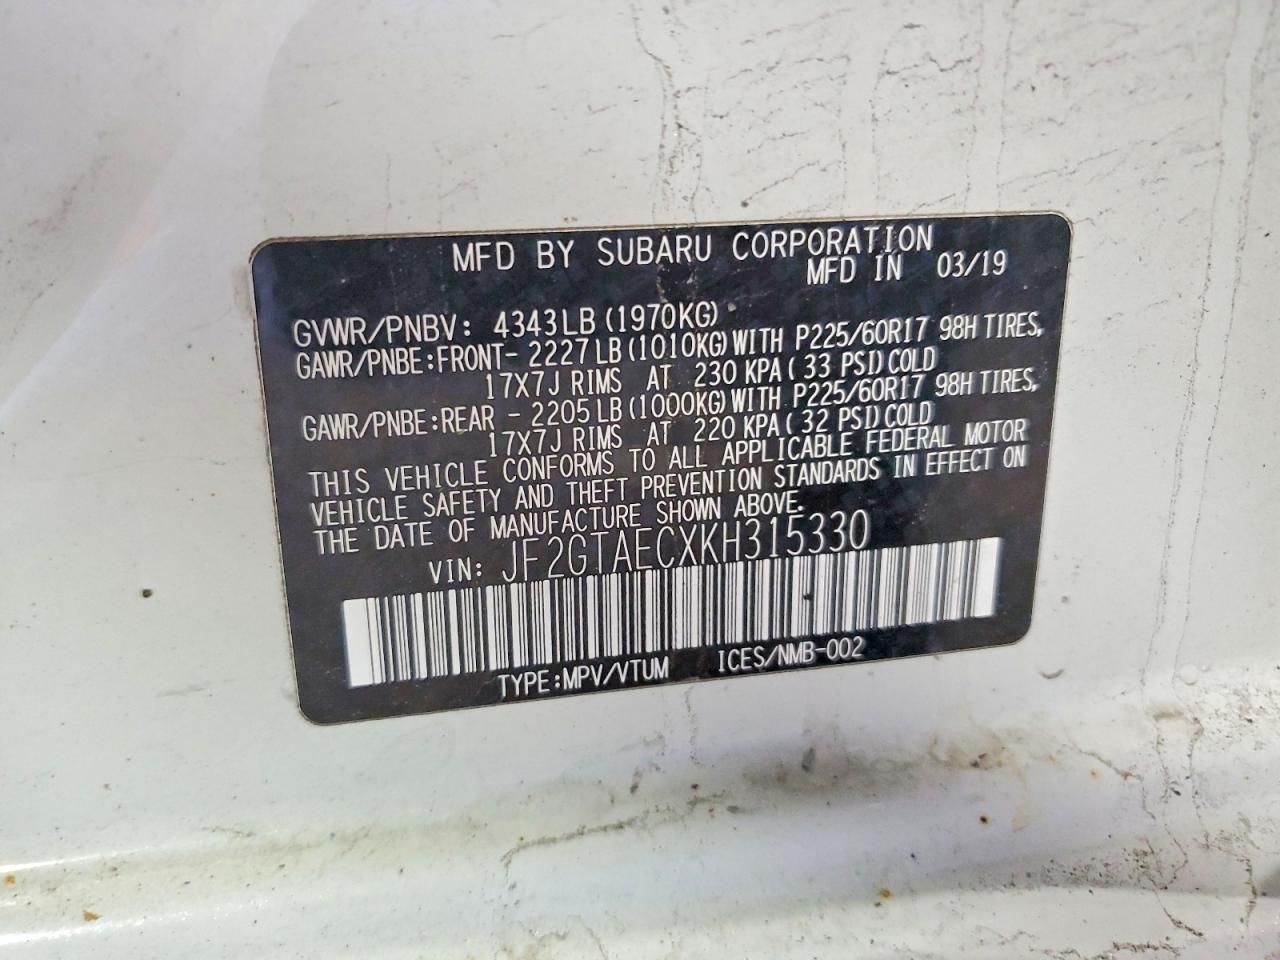 MFD BY SUBARU CORPORATION
MFD IN 03/19
GVWR/PNBV: 4343LB(1970KG)
GAWR/PNBE:FRONT- 2227LB(1010KG)WITH P225/60R17 98H TIRES,
17X7J RIMS AT 230 KPA( 33 PSI)COLD
GAWR/PNBE:REAR - 2205LB(1000KG)WITH P225/60R17 98H TIRES,
17X7J RIMS AT 220 KPA( 32 PSI)COLD
THIS VEHICLE CONFORMS TO ALL APPLICABLE FEDERAL MOTOR
VEHICLE SAFETY AND THEFT PREVENTION STANDARDS IN EFFECT ON
THE DATE OF MANUFACTURE SHOWN ABOVE.
VIN: JF2GTAECXKH315330
TYPE:MPV/VTUM ICES/NMB-002